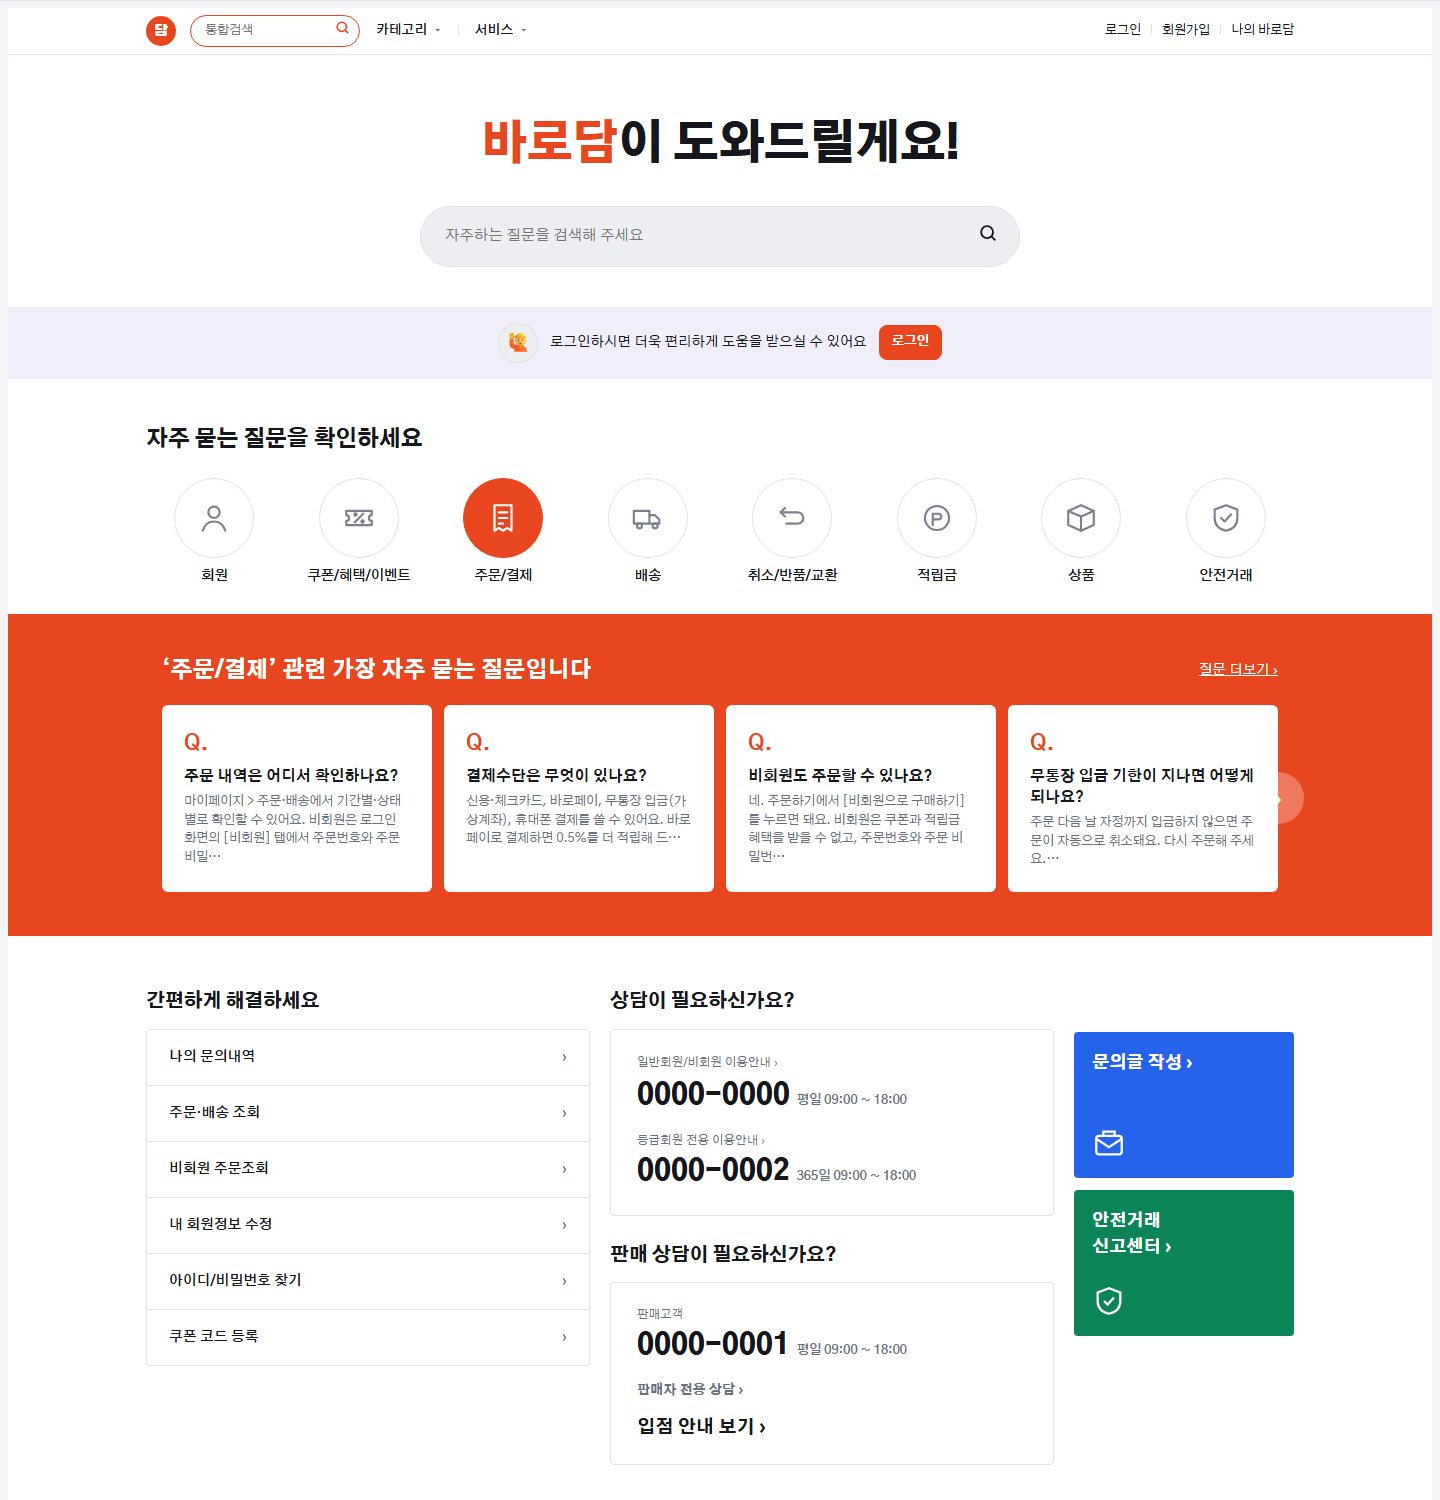 담
통합검색
카테고리
서비스
로그인
회원가입
나의 바로담
바로담이 도와드릴게요!
자주하는 질문을 검색해 주세요
로그인하시면 더욱 편리하게 도움을 받으실 수 있어요
로그인
자주 묻는 질문을 확인하세요
회원
쿠폰/혜택/이벤트
주문/결제
배송
취소/반품/교환
적립금
상품
안전거래
‘주문/결제’ 관련 가장 자주 묻는 질문입니다
질문 더보기 ›
Q.
주문 내역은 어디서 확인하나요?
마이페이지 > 주문·배송에서 기간별·상태
별로 확인할 수 있어요. 비회원은 로그인
화면의 [비회원] 탭에서 주문번호와 주문
비밀…
Q.
결제수단은 무엇이 있나요?
신용·체크카드, 바로페이, 무통장 입금(가
상계좌), 휴대폰 결제를 쓸 수 있어요. 바로
페이로 결제하면 0.5%를 더 적립해 드…
Q.
비회원도 주문할 수 있나요?
네. 주문하기에서 [비회원으로 구매하기]
를 누르면 돼요. 비회원은 쿠폰과 적립금
혜택을 받을 수 없고, 주문번호와 주문 비
밀번…
Q.
무통장 입금 기한이 지나면 어떻게
되나요?
주문 다음 날 자정까지 입금하지 않으면 주
문이 자동으로 취소돼요. 다시 주문해 주세
요.…
간편하게 해결하세요
나의 문의내역 ›
주문·배송 조회 ›
비회원 주문조회 ›
내 회원정보 수정 ›
아이디/비밀번호 찾기 ›
쿠폰 코드 등록 ›
상담이 필요하신가요?
일반회원/비회원 이용안내 ›
0000-0000 평일 09:00 ~ 18:00
등급회원 전용 이용안내 ›
0000-0002 365일 09:00 ~ 18:00
판매 상담이 필요하신가요?
판매고객
0000-0001 평일 09:00 ~ 18:00
판매자 전용 상담 ›
입점 안내 보기 ›
문의글 작성 ›
안전거래
신고센터 ›